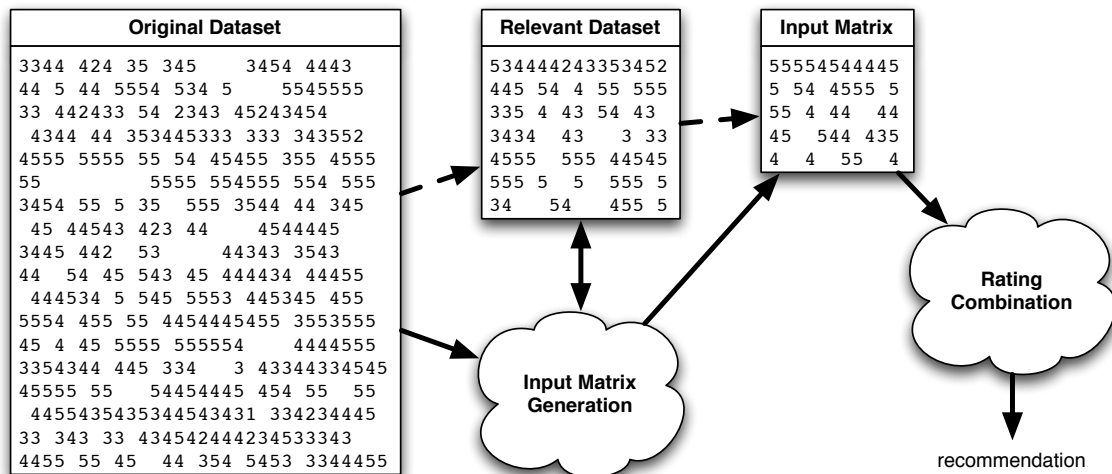 Original Dataset
3344 424 35 345    3454 4443
44 5 44 5554 534 5    5545555
33 442433 54 2343 45243454
4344 44 353445333 333 343552
4555 5555 55 54 45455 355 4555
55         5555 554555 554 555
3454 55 5 35  555 3544 44 345
45 44543 423 44    4544445
3445 442  53     44343 3543
44  54 45 543 45 444434 44455
444534 5 545 5553 445345 455
5554 455 55 4454445455 3553555
45 4 45 5555 555554    4444555
3354344 445 334   3 43344334545
45555 55   54454445 454 55  55
4455435435344543431 334234445
33 343 33 434542444234533343
4455 55 45  44 354 5453 3344455
Relevant Dataset
534444243353452
445 54 4 55 555
335 4 43 54 43
3434  43   3 33
4555  555 44545
555 5  5  555 5
34   54   455 5
Input Matrix
55554544445
5 54 4555 5
55 4 44  44
45  544 435
4  4  55  4
Input Matrix
Generation
Rating
Combination
recommendation